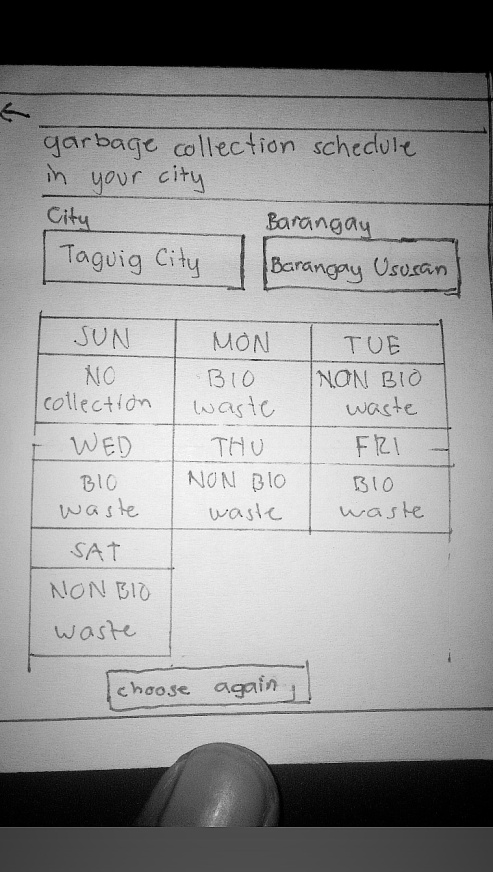 garbage collection schedule
in your city
City
Barangay
Taguig City
Barangay Ususan
SUN MON TUE
NO BIO NON BIO
collection waste waste
WED THU FRI
BIO NON BIO BIO
waste waste waste
SAT
NON BIO
waste
choose again